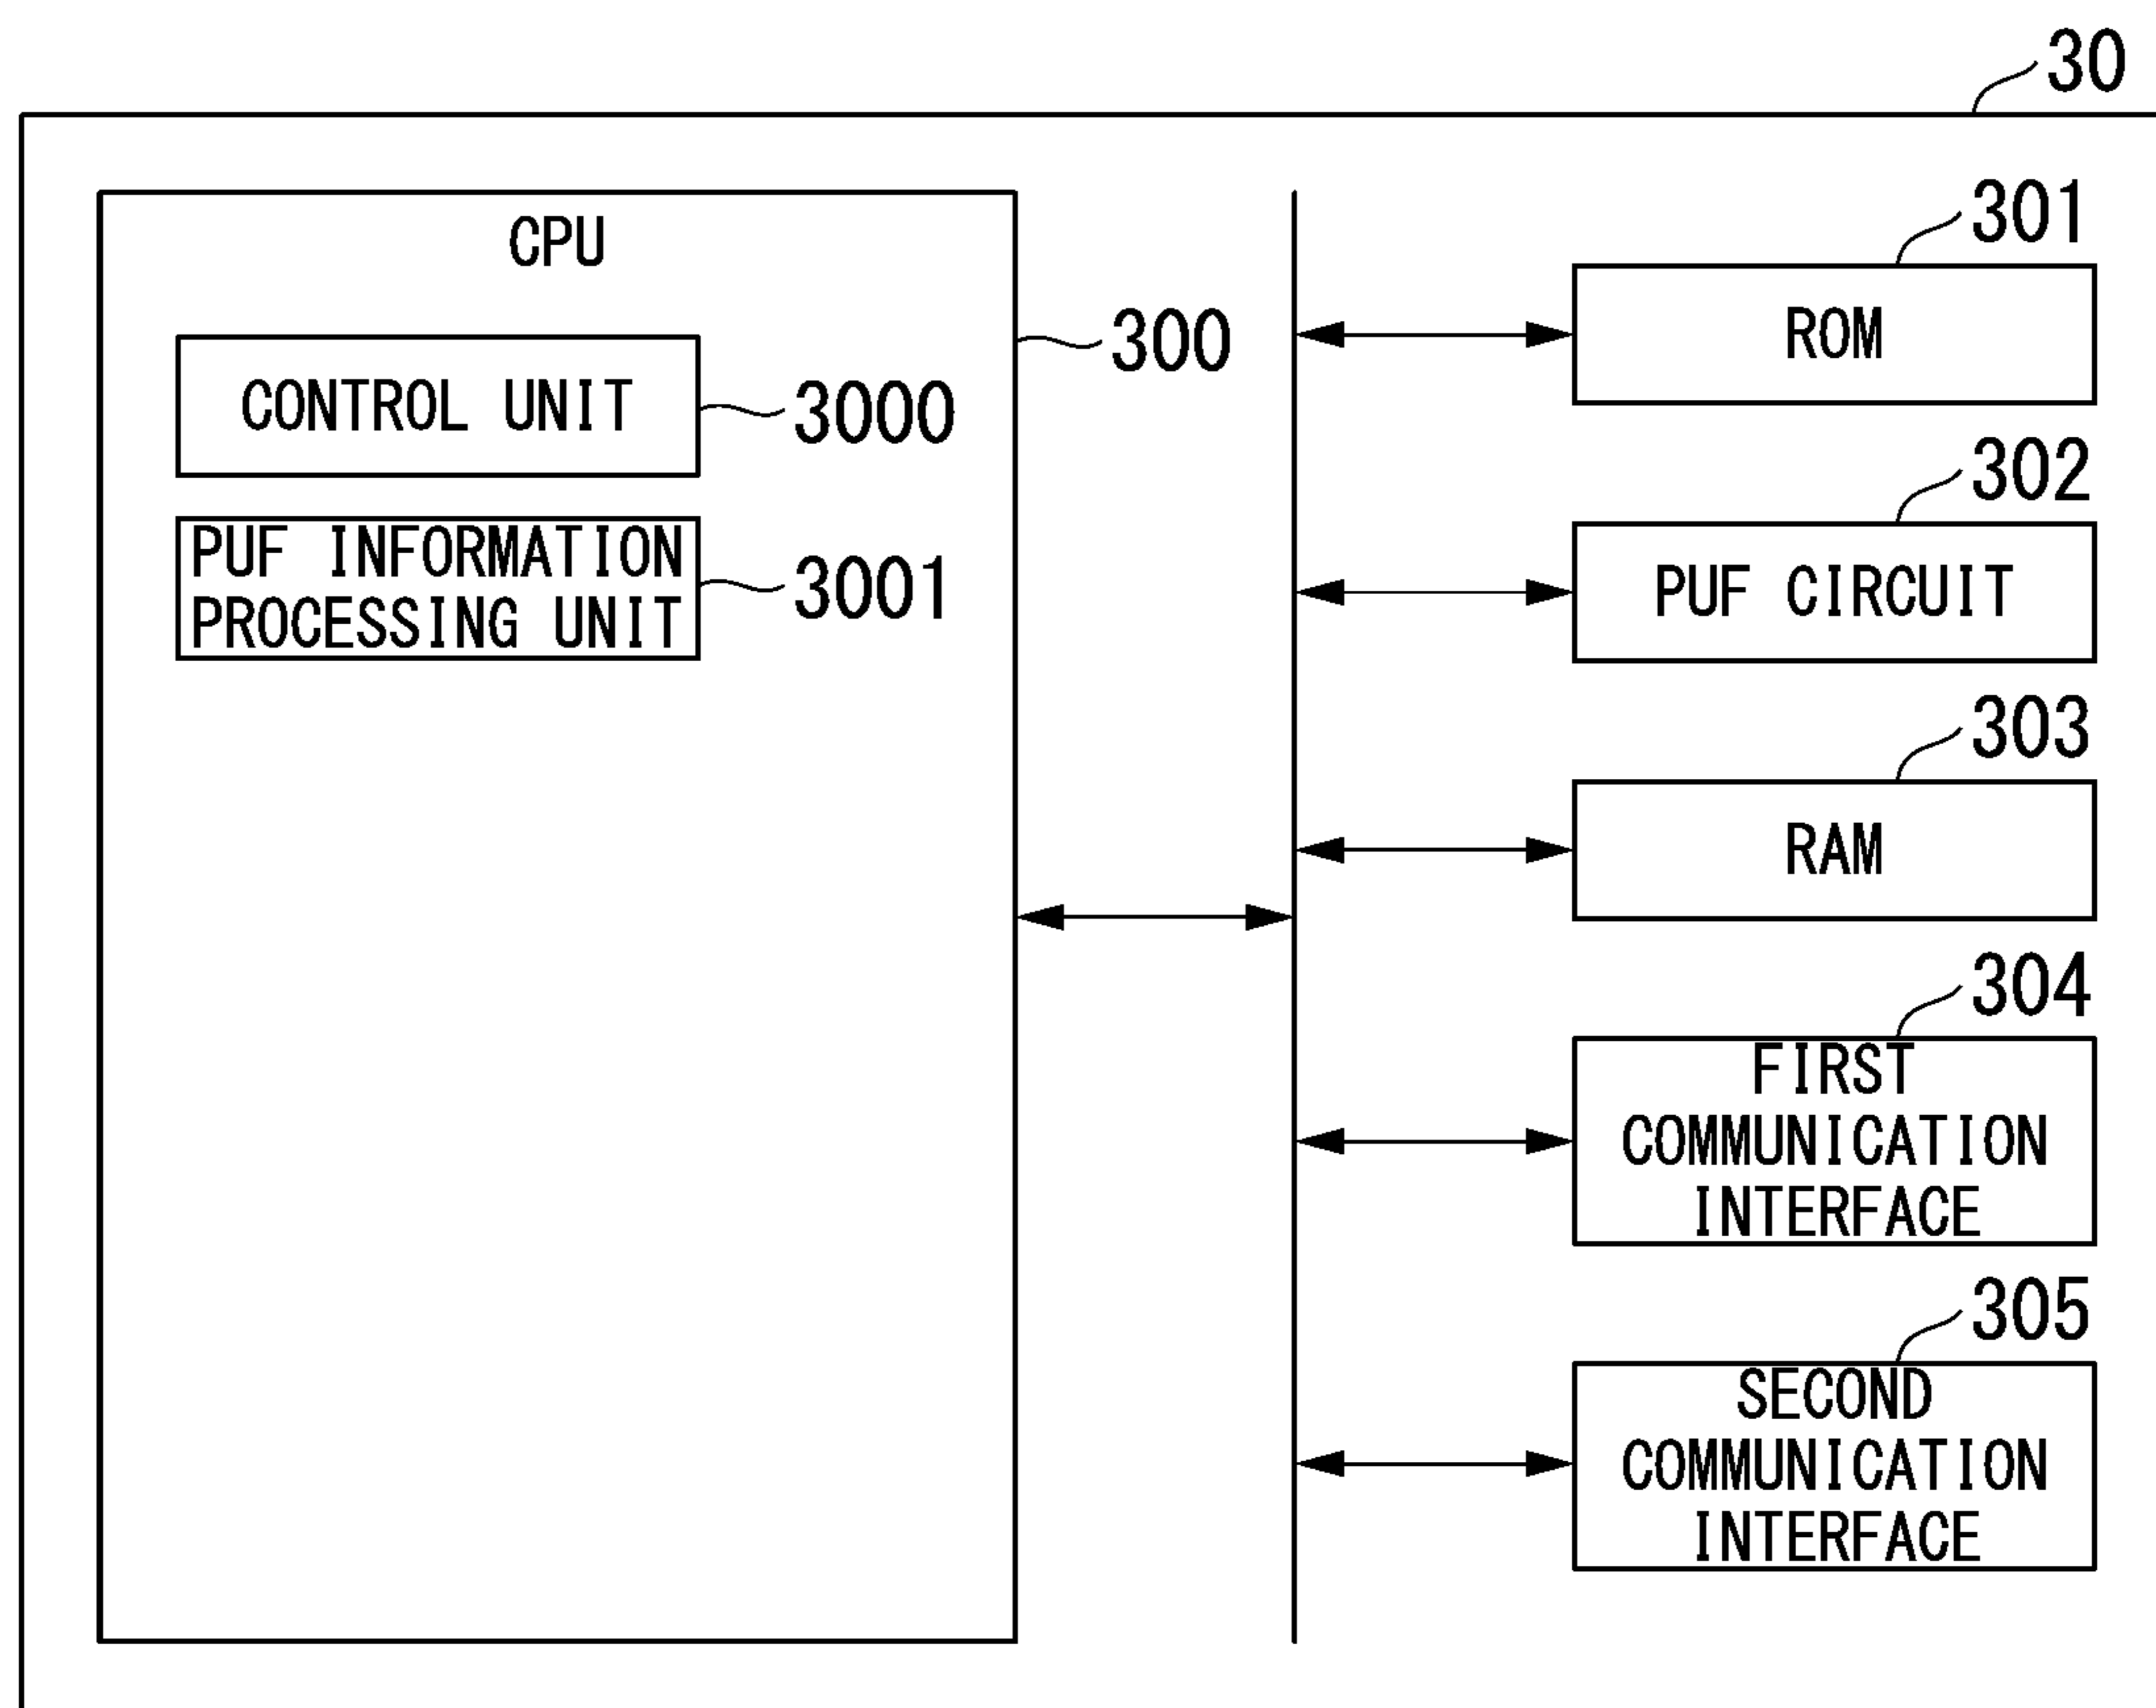 30
CPU
300
CONTROL UNIT
3000
PUF INFORMATION
PROCESSING UNIT
3001
301
ROM
302
PUF CIRCUIT
303
RAM
304
FIRST
COMMUNICATION
INTERFACE
305
SECOND
COMMUNICATION
INTERFACE